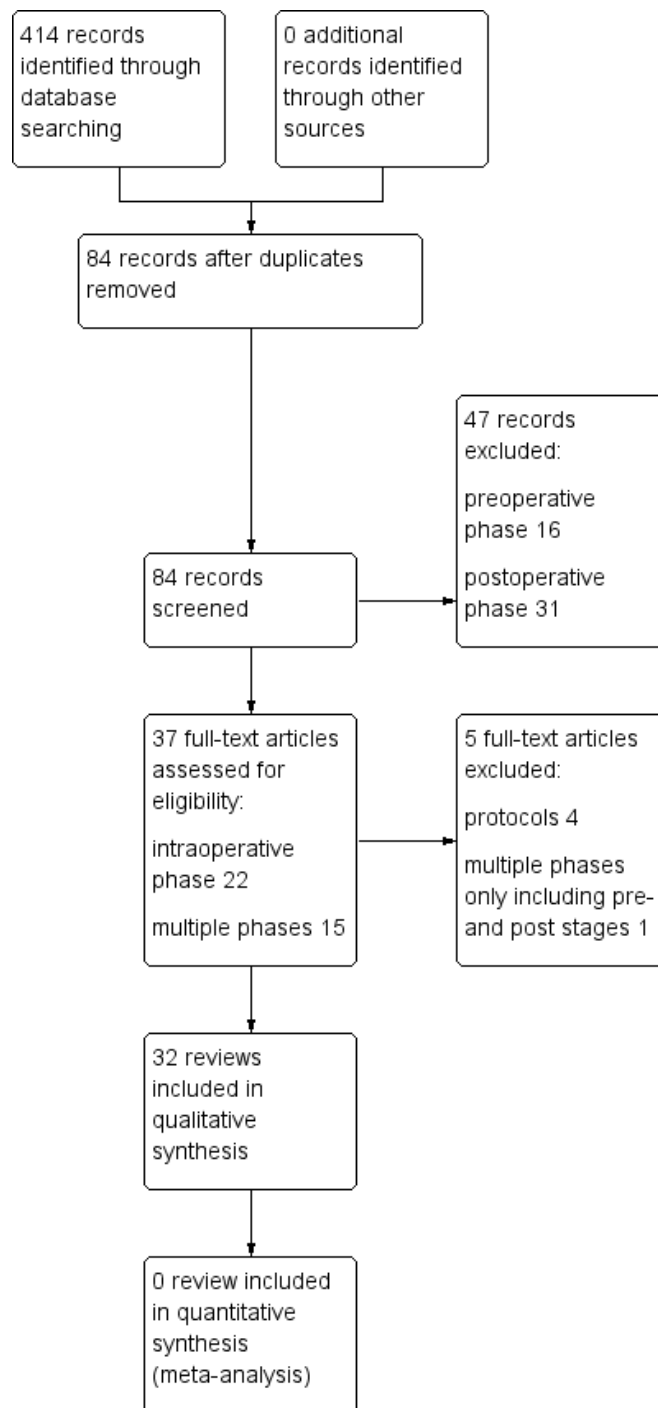 414 records
identified through
database
searching
0 additional
records identified
through other
sources
84 records after duplicates
removed
47 records
excluded:
preoperative
phase 16
postoperative
phase 31
84 records
screened
37 full-text articles
assessed for
eligibility:
intraoperative
phase 22
multiple phases 15
5 full-text articles
excluded:
protocols 4
multiple phases
only including pre-
and post stages 1
32 reviews
included in
qualitative
synthesis
0 review included
in quantitative
synthesis
(meta-analysis)